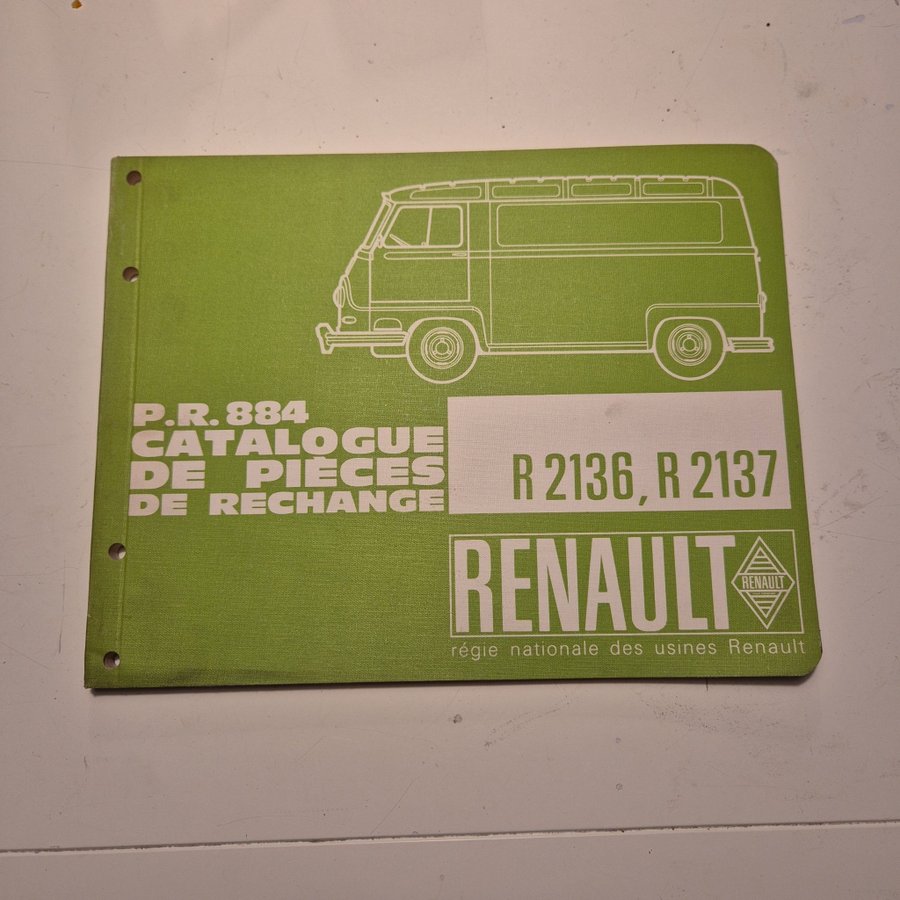 P.R. 884
CATALOGUE
DE PIÈCES
DE RECHANGE
R 2136, R 2137
RENAULT
RENAULT
régie nationale des usines Renault